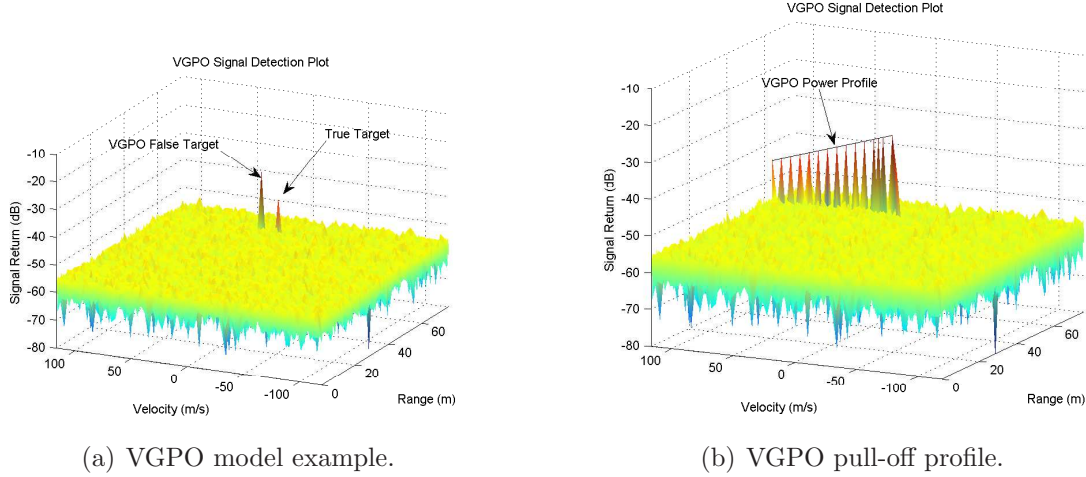 VGPO Signal Detection Plot
VGPO False Target
True Target
-10
-20
-30
-40
-50
-60
-70
-80
Signal Return (dB)
100
50
0
-50
-100
Velocity (m/s)
0
20
40
60
Range (m)
(a) VGPO model example.
VGPO Signal Detection Plot
VGPO Power Profile
-10
-20
-30
-40
-50
-60
-70
-80
Signal Return (dB)
100
50
0
-50
-100
Velocity (m/s)
0
20
40
60
Range (m)
(b) VGPO pull-off profile.